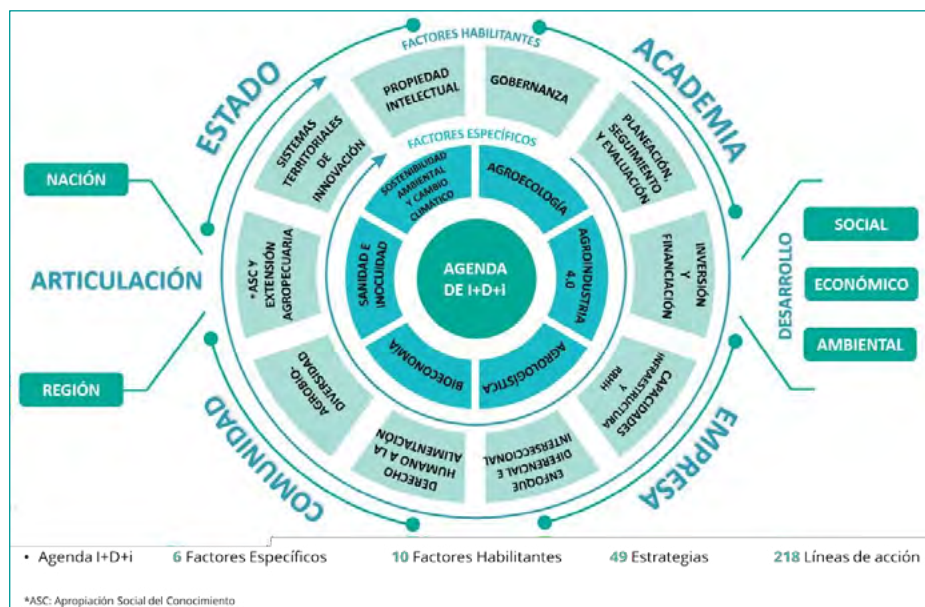 FACTORES HABILITANTES
ESTADO
ACADEMIA
PROPIEDAD
INTELECTUAL
GOBERNANZA
SISTEMAS
TERRITORIALES
DE
INNOVACIÓN
PLANEACIÓN,
SEGUIMIENTO
Y EVALUACIÓN
FACTORES ESPECÍFICOS
SOSTENIBILIDAD
AMBIENTAL
Y CAMBIO
CLIMÁTICO
AGROECOLOGÍA
NACIÓN
ARTICULACIÓN
REGIÓN
*ASC Y
EXTENSIÓN
AGROPECUARIA
SANIDAD E
INOCUIDAD
AGENDA
DE I+D+i
AGROINDUSTRIA
4.0
INVERSIÓN
Y
FINANCIACIÓN
DESARROLLO
SOCIAL
ECONÓMICO
AMBIENTAL
BIOECONOMÍA
AGROLOGÍSTICA
AGROBIO-
DIVERSIDAD
CAPACIDADES
INFRAESTRUCTURA
Y
RRHH
DERECHO
HUMANO A LA
ALIMENTACIÓN
ENFOQUE
DIFERENCIAL E
INTERSECCIONAL
COMUNIDAD
EMPRESA
• Agenda I+D+i 6 Factores Específicos 10 Factores Habilitantes 49 Estrategias 218 Líneas de acción
*ASC: Apropiación Social del Conocimiento